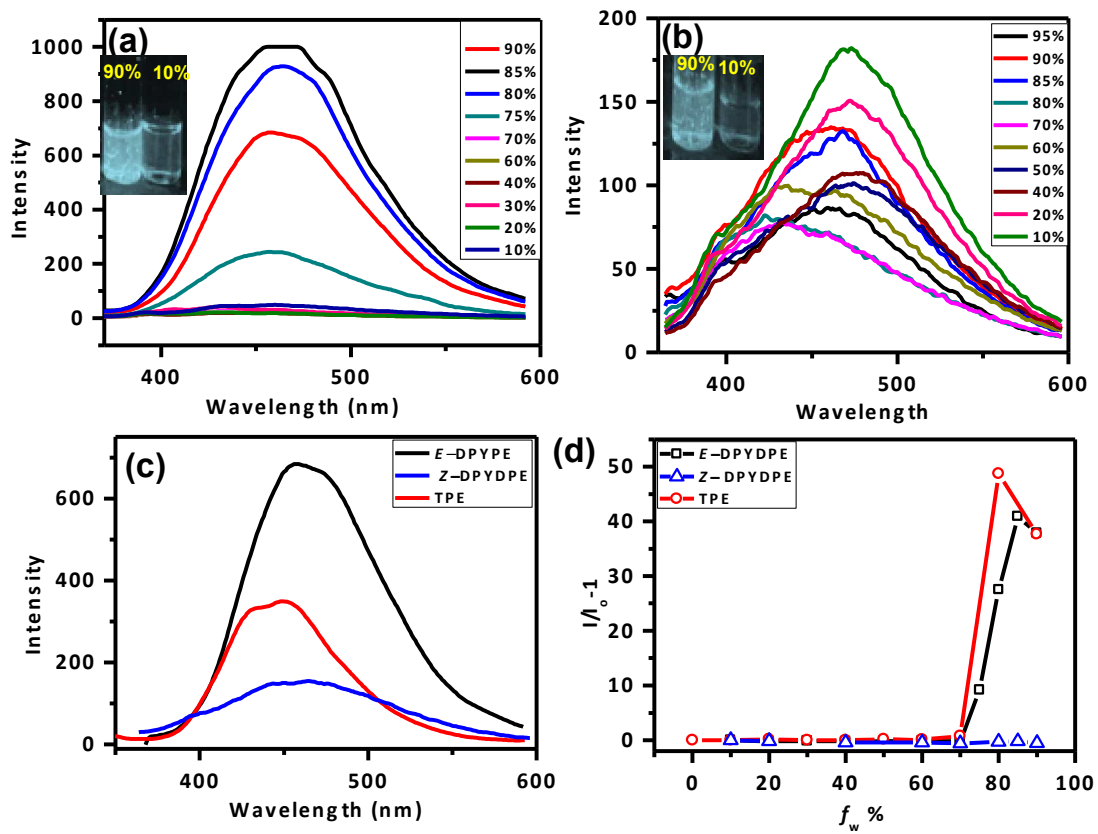 (a)
90% 10%
1000
800
600
400
200
0
Intensity
400 500 600
Wavelength (nm)
90%
85%
80%
75%
70%
60%
40%
30%
20%
10%
(b)
90% 10%
200
150
100
50
0
Intensity
400 500 600
Wavelength
95%
90%
85%
80%
70%
60%
50%
40%
20%
10%
(c)
600
300
0
Intensity
400 500 600
Wavelength (nm)
E–DPYPE
Z–DPYDPE
TPE
(d)
50
40
30
20
10
0
I/Io-1
0 20 40 60 80 100
fw %
E–DPYDPE
Z–DPYDPE
TPE